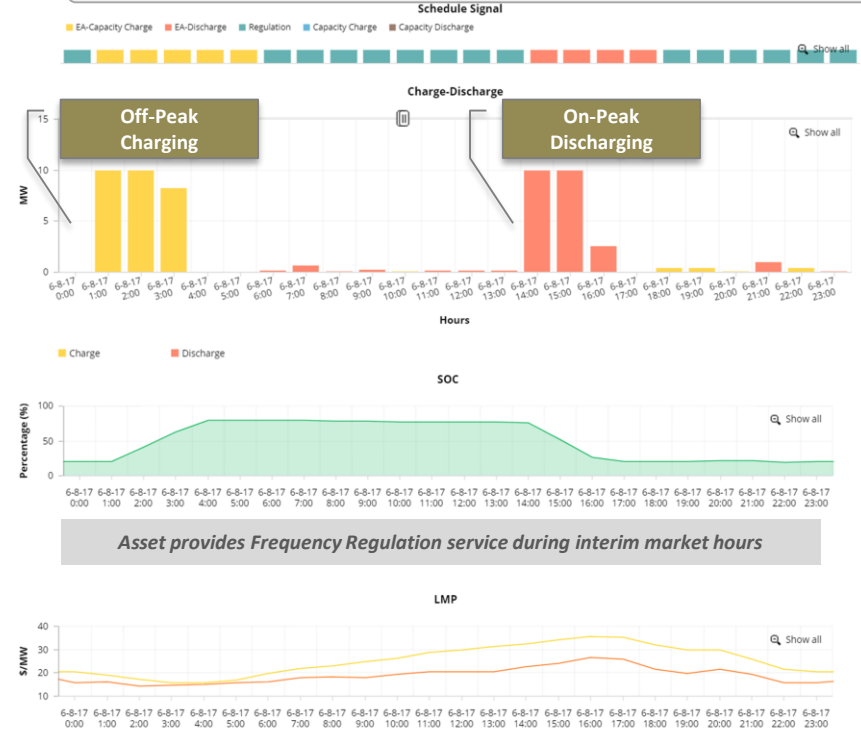 Schedule Signal
EA-Capacity Charge EA-Discharge Regulation Capacity Charge Capacity Discharge
Show all
Charge-Discharge
Off-Peak
Charging
On-Peak
Discharging
Show all
15
10
5
0
MW
6-8-17 0:00
6-8-17 1:00
6-8-17 2:00
6-8-17 3:00
6-8-17 4:00
6-8-17 5:00
6-8-17 6:00
6-8-17 7:00
6-8-17 8:00
6-8-17 9:00
6-8-17 10:00
6-8-17 11:00
6-8-17 12:00
6-8-17 13:00
6-8-17 14:00
6-8-17 15:00
6-8-17 16:00
6-8-17 17:00
6-8-17 18:00
6-8-17 19:00
6-8-17 20:00
6-8-17 21:00
6-8-17 22:00
6-8-17 23:00
Hours
Charge Discharge
SOC
Show all
100
50
0
Percentage (%)
6-8-17 6-8-17 6-8-17 6-8-17 6-8-17 6-8-17 6-8-17 6-8-17 6-8-17 6-8-17 6-8-17 6-8-17 6-8-17 6-8-17 6-8-17 6-8-17 6-8-17 6-8-17 6-8-17 6-8-17 6-8-17 6-8-17 6-8-17 6-8-17
0:00 1:00 2:00 3:00 4:00 5:00 6:00 7:00 8:00 9:00 10:00 11:00 12:00 13:00 14:00 15:00 16:00 17:00 18:00 19:00 20:00 21:00 22:00 23:00
Asset provides Frequency Regulation service during interim market hours
LMP
Show all
40
30
20
10
$/MW
6-8-17 6-8-17 6-8-17 6-8-17 6-8-17 6-8-17 6-8-17 6-8-17 6-8-17 6-8-17 6-8-17 6-8-17 6-8-17 6-8-17 6-8-17 6-8-17 6-8-17 6-8-17 6-8-17 6-8-17 6-8-17 6-8-17 6-8-17 6-8-17
0:00 1:00 2:00 3:00 4:00 5:00 6:00 7:00 8:00 9:00 10:00 11:00 12:00 13:00 14:00 15:00 16:00 17:00 18:00 19:00 20:00 21:00 22:00 23:00